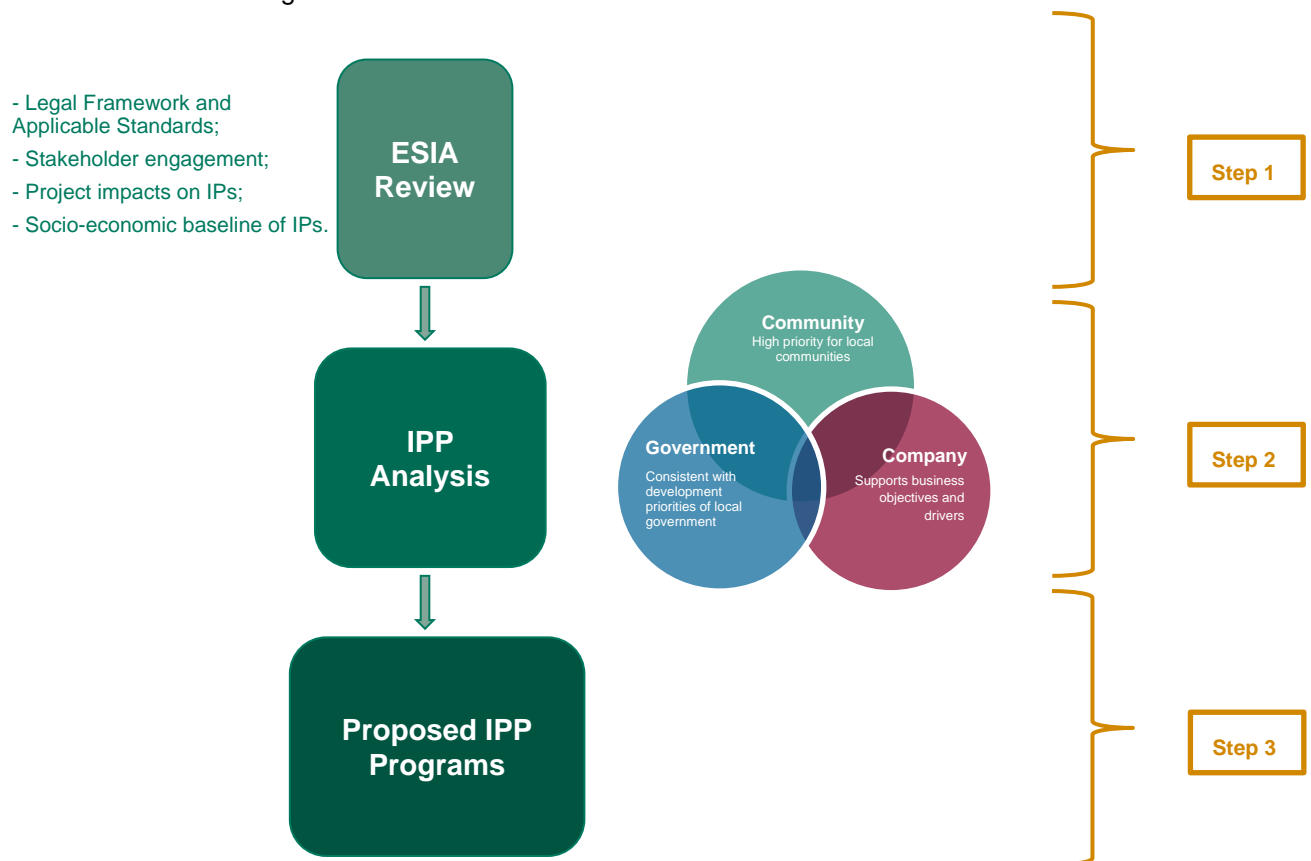 - Legal Framework and
Applicable Standards;
- Stakeholder engagement;
- Project impacts on IPs;
- Socio-economic baseline of IPs.
ESIA
Review
Step 1
Community
High priority for local
communities
IPP
Analysis
Government
Consistent with
development
priorities of local
government
Company
Supports business
objectives and
drivers
Step 2
Proposed IPP
Programs
Step 3